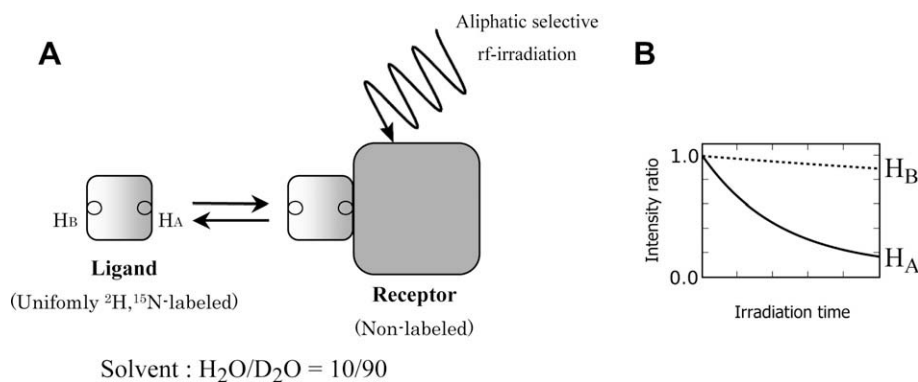 A
Aliphatic selective
rf-irradiation
HB
HA
Ligand
(Unifomly ²H,¹⁵N-labeled)
Receptor
(Non-labeled)
Solvent : H₂O/D₂O = 10/90
B
Intensity ratio
1.0
0.0
HB
HA
Irradiation time